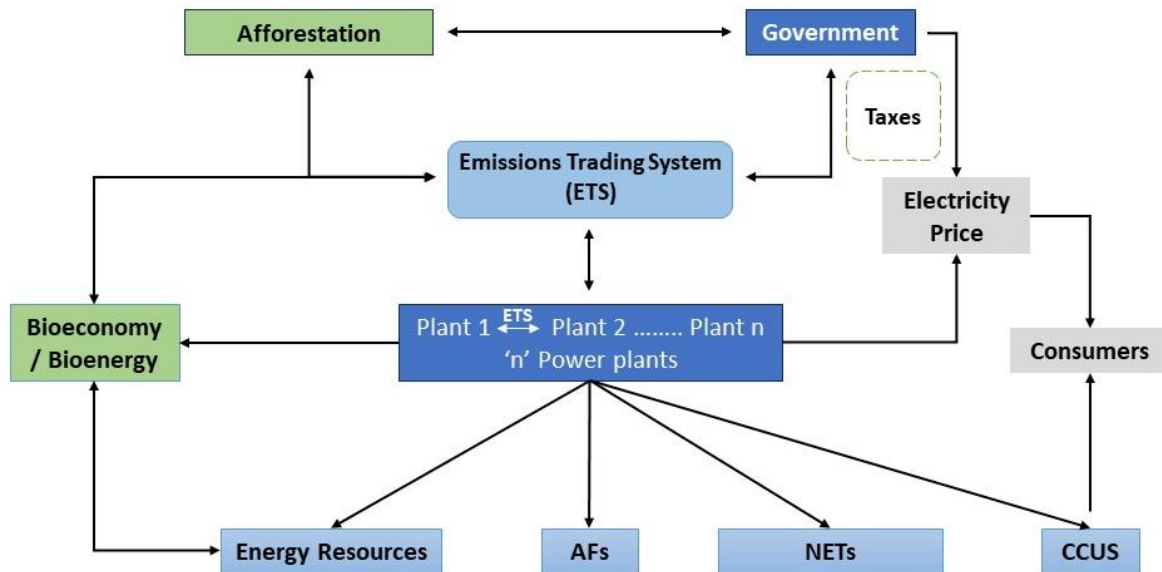 Afforestation
Government
Taxes
Emissions Trading System
(ETS)
Electricity
Price
Bioeconomy
/ Bioenergy
Plant 1 ETS Plant 2 ........ Plant n
‘n’ Power plants
Consumers
Energy Resources
AFs
NETs
CCUS